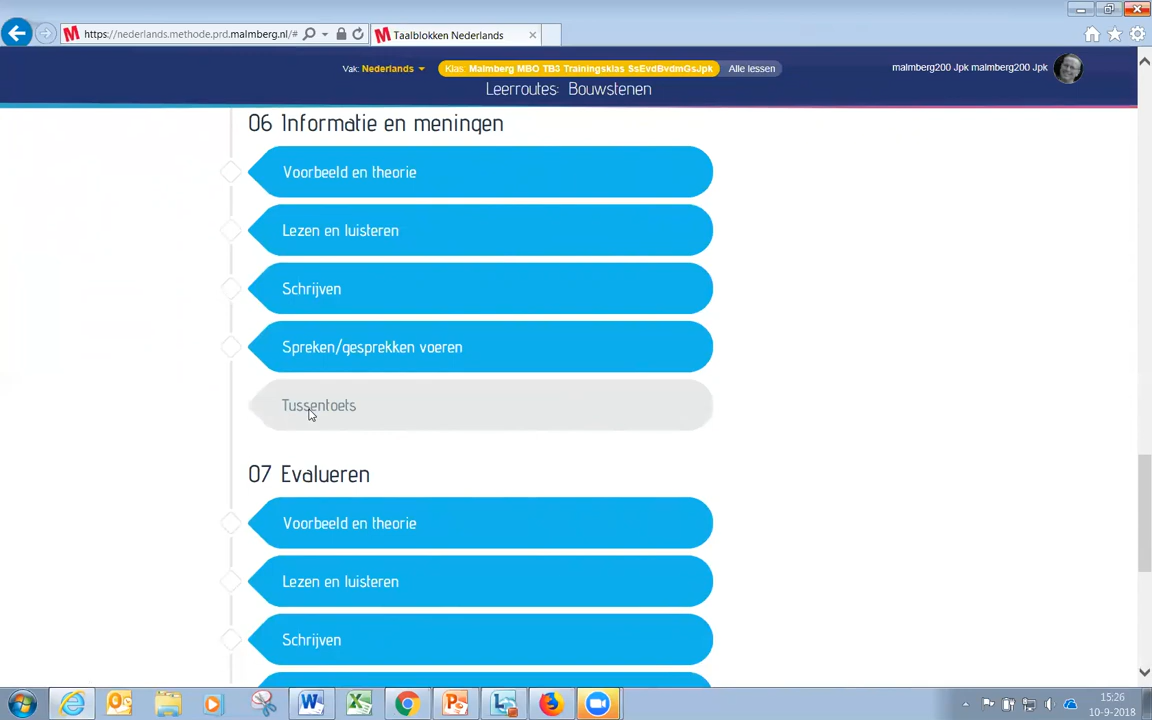 https://nederlands.methode.prd.malmberg.nl/#
Taalblokken Nederlands
Vak: Nederlands
Klas: Malmberg MBO TB3 Trainingsklas SsEvdBvdmGsJpk
Alle lessen
malmberg200 Jpk malmberg200 Jpk
Leerroutes: Bouwstenen
06 Informatie en meningen
Voorbeeld en theorie
Lezen en luisteren
Schrijven
Spreken/gesprekken voeren
Tussentoets
07 Evalueren
Voorbeeld en theorie
Lezen en luisteren
Schrijven
15:26
10-9-2018